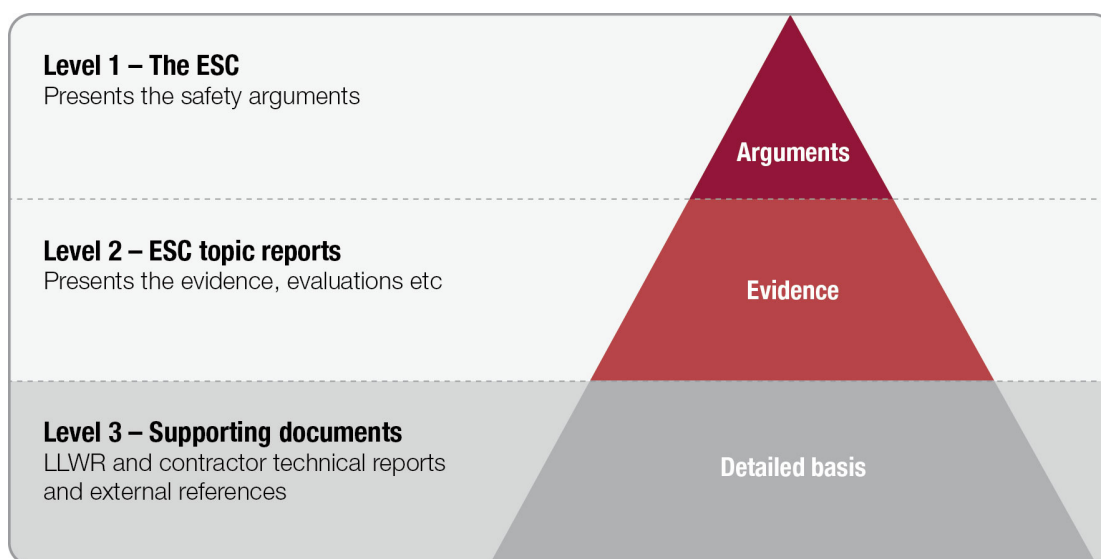 Level 1 – The ESC
Presents the safety arguments
Arguments
Level 2 – ESC topic reports
Presents the evidence, evaluations etc
Evidence
Level 3 – Supporting documents
LLWR and contractor technical reports
and external references
Detailed basis